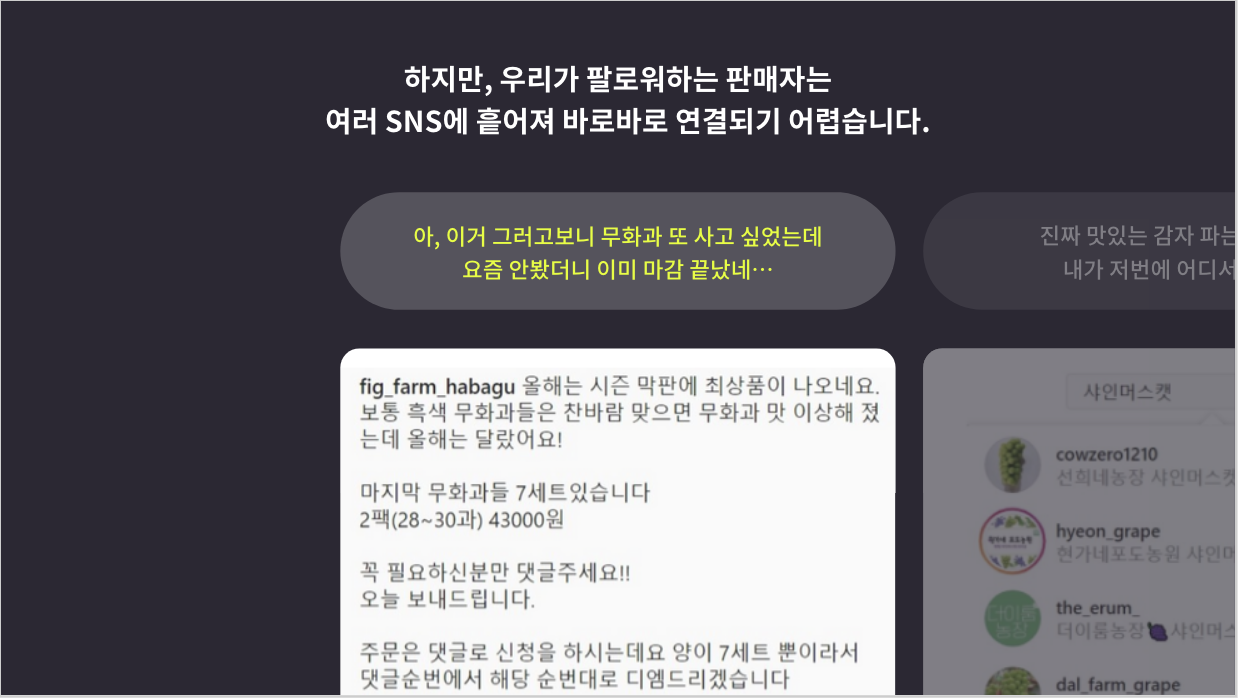 하지만, 우리가 팔로워하는 판매자는
여러 SNS에 흩어져 바로바로 연결되기 어렵습니다.
아, 이거 그러고보니 무화과 또 사고 싶었는데
요즘 안봤더니 이미 마감 끝났네…
진짜 맛있는 감자 파는
내가 저번에 어디서
fig_farm_habagu 올해는 시즌 막판에 최상품이 나오네요.
보통 흑색 무화과들은 찬바람 맞으면 무화과 맛 이상해 졌
는데 올해는 달랐어요!
마지막 무화과들 7세트있습니다
2팩(28~30과) 43000원
꼭 필요하신분만 댓글주세요!!
오늘 보내드립니다.
주문은 댓글로 신청을 하시는데요 양이 7세트 뿐이라서
댓글순번에서 해당 순번대로 디엠드리겠습니다
샤인머스캣
cowzero1210
선희네농장 샤인머스캣
hyeon_grape
현가네포도농원 샤인머
더이룸
농장
the_erum_
더이룸농장🍠샤인머스
dal_farm_grape